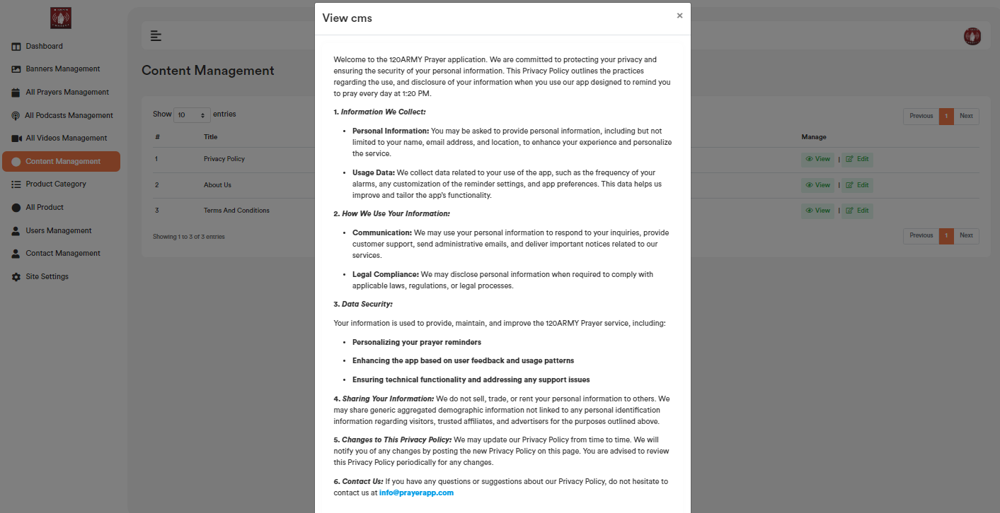 View cms
×
Dashboard
Banners Management
All Prayers Management
All Podcasts Management
All Videos Management
Content Management
Product Category
All Product
Users Management
Contact Management
Site Settings
Content Management
Show 10 entries
Previous 1 Next
# Title Manage
1 Privacy Policy View | Edit
2 About Us View | Edit
3 Terms And Conditions View | Edit
Showing 1 to 3 of 3 entries
Previous 1 Next
Welcome to the 120ARMY Prayer application. We are committed to protecting your privacy and
ensuring the security of your personal information. This Privacy Policy outlines the practices
regarding the use, and disclosure of your information when you use our app designed to remind you
to pray every day at 1:20 PM.
1. Information We Collect:
• Personal Information: You may be asked to provide personal information, including but not
limited to your name, email address, and location, to enhance your experience and personalize
the service.
• Usage Data: We collect data related to your use of the app, such as the frequency of your
alarms, any customization of the reminder settings, and app preferences. This data helps us
improve and tailor the app's functionality.
2. How We Use Your Information:
• Communication: We may use your personal information to respond to your inquiries, provide
customer support, send administrative emails, and deliver important notices related to our
services.
• Legal Compliance: We may disclose personal information when required to comply with
applicable laws, regulations, or legal processes.
3. Data Security:
Your information is used to provide, maintain, and improve the 120ARMY Prayer service, including:
• Personalizing your prayer reminders
• Enhancing the app based on user feedback and usage patterns
• Ensuring technical functionality and addressing any support issues
4. Sharing Your Information: We do not sell, trade, or rent your personal information to others. We
may share generic aggregated demographic information not linked to any personal identification
information regarding visitors, trusted affiliates, and advertisers for the purposes outlined above.
5. Changes to This Privacy Policy: We may update our Privacy Policy from time to time. We will
notify you of any changes by posting the new Privacy Policy on this page. You are advised to review
this Privacy Policy periodically for any changes.
6. Contact Us: If you have any questions or suggestions about our Privacy Policy, do not hesitate to
contact us at info@prayerapp.com